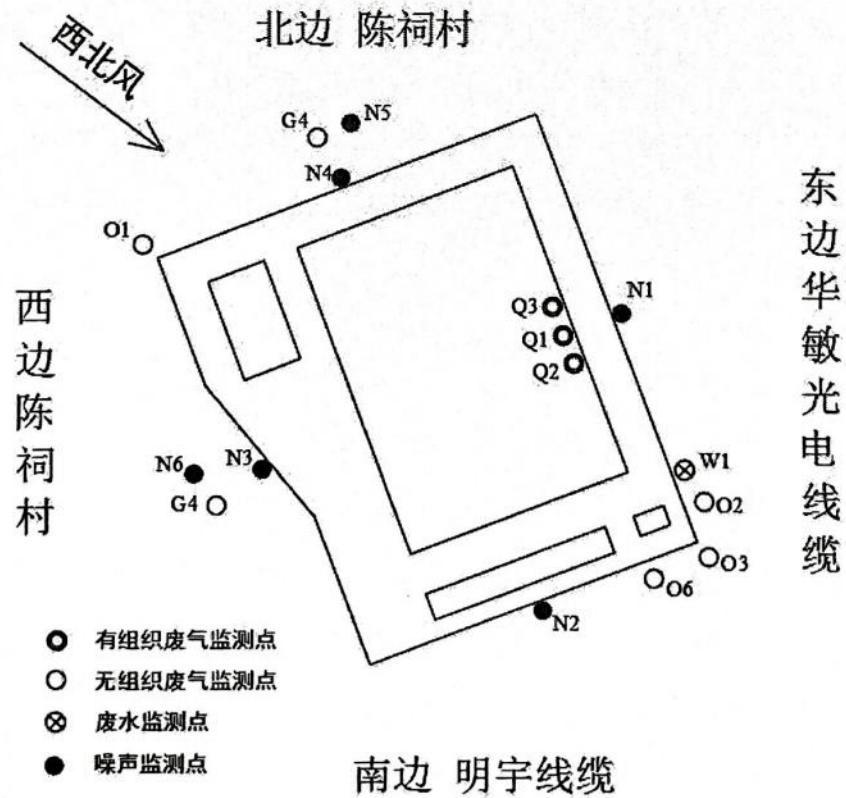 北边 陈祠村
西北风
G4
N5
N4
O1
东边华敏光电线缆
西边陈祠村
Q3
N1
Q1
Q2
N6
N3
G4
W1
O2
O3
O6
N2
有组织废气监测点
无组织废气监测点
废水监测点
噪声监测点
南边 明宇线缆